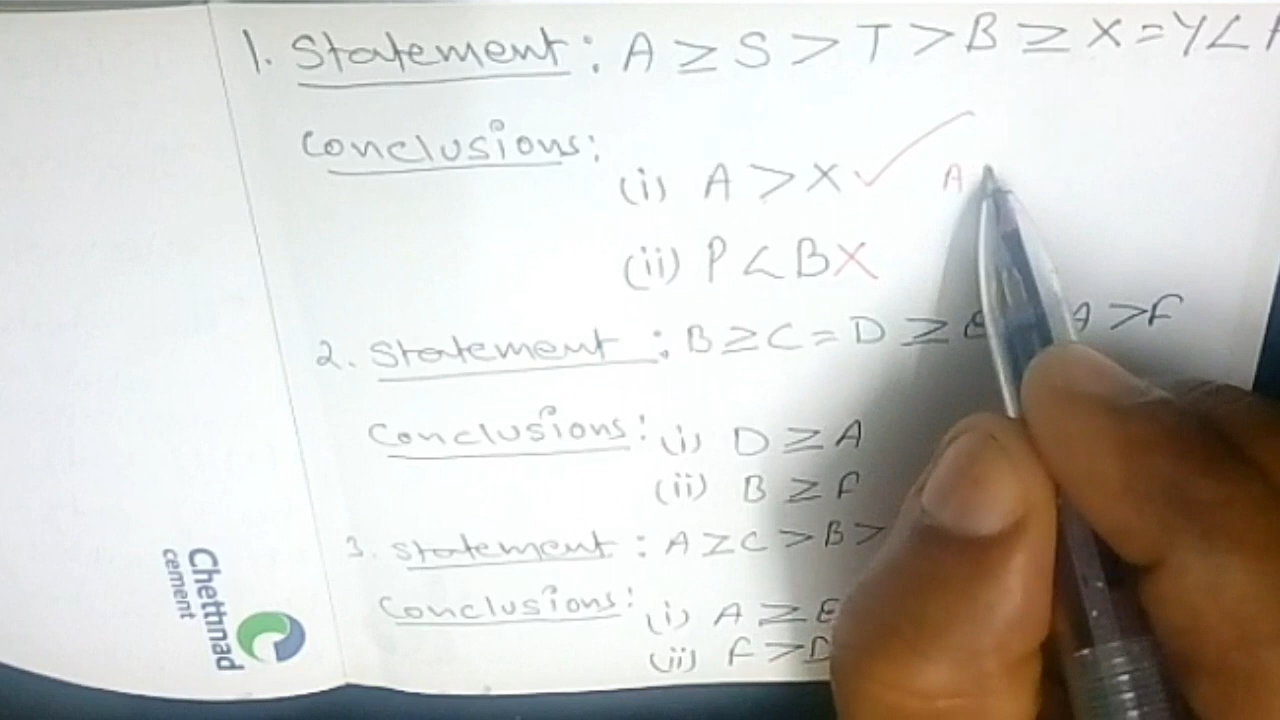 1. Statement: A ≥ S > T > B ≥ X = Y <
Conclusions:
(i) A > X ✓ A
(ii) P < B X
2. Statement: B ≥ C = D ≥ A > F
Conclusions: (i) D ≥ A
(ii) B ≥ F
3. Statement: A ≥ C > B >
Conclusions: (i) A ≥ E
(ii) F > D
Chettinad
cement